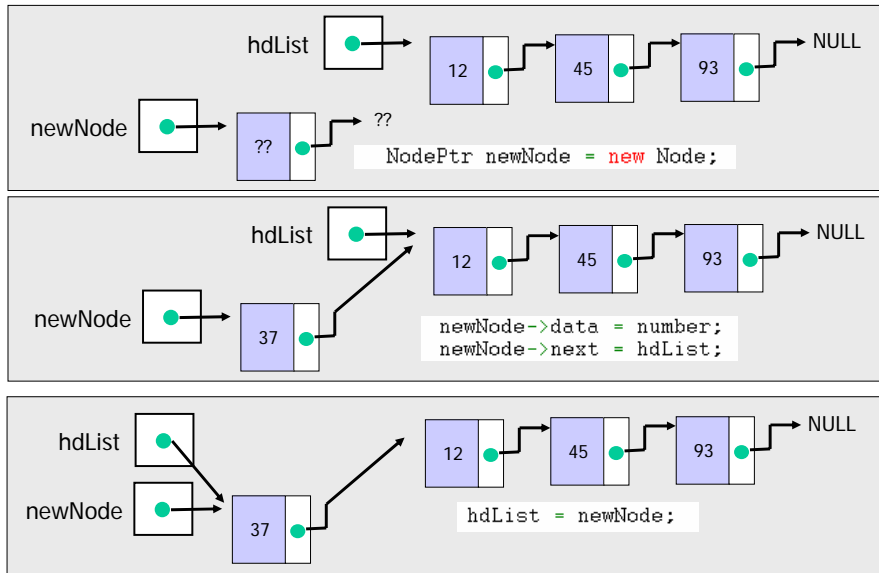 hdList
12 45 93 NULL
newNode
?? ??
NodePtr newNode = new Node;
hdList
12 45 93 NULL
newNode
37
newNode->data = number;
newNode->next = hdList;
hdList
12 45 93 NULL
newNode
37
hdList = newNode;